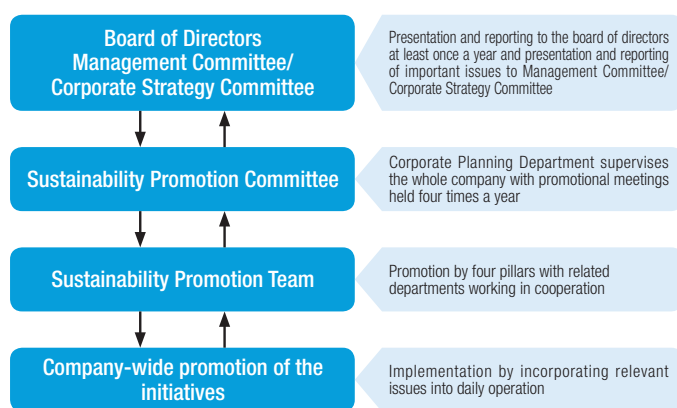 Board of Directors
Management Committee/
Corporate Strategy Committee
Presentation and reporting to the board of directors
at least once a year and presentation and reporting
of important issues to Management Committee/
Corporate Strategy Committee
Sustainability Promotion Committee
Corporate Planning Department supervises
the whole company with promotional meetings
held four times a year
Sustainability Promotion Team
Promotion by four pillars with related
departments working in cooperation
Company-wide promotion of the
initiatives
Implementation by incorporating relevant
issues into daily operation